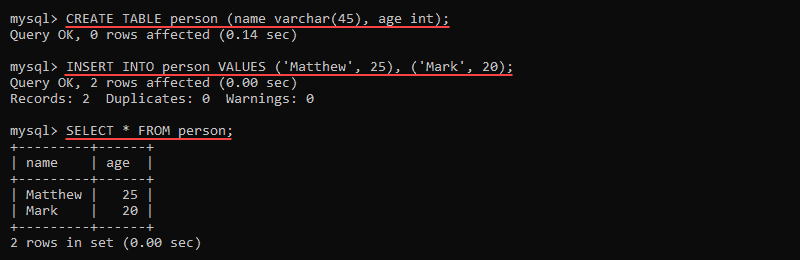 mysql> CREATE TABLE person (name varchar(45), age int);
Query OK, 0 rows affected (0.14 sec)
mysql> INSERT INTO person VALUES ('Matthew', 25), ('Mark', 20);
Query OK, 2 rows affected (0.00 sec)
Records: 2  Duplicates: 0  Warnings: 0
mysql> SELECT * FROM person;
+---------+------+
| name    | age  |
+---------+------+
| Matthew |   25 |
| Mark    |   20 |
+---------+------+
2 rows in set (0.00 sec)